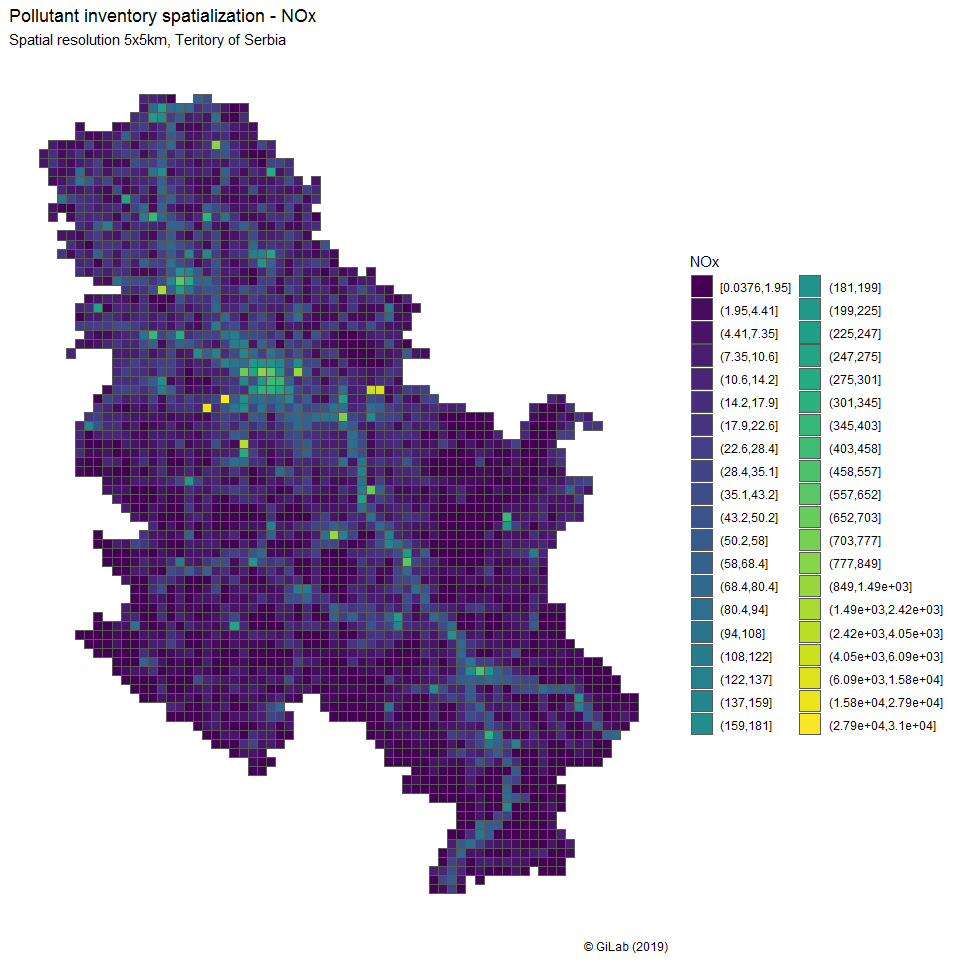 Pollutant inventory spatialization - NOx
Spatial resolution 5x5km, Teritory of Serbia
NOx
[0.0376,1.95] (181,199]
(1.95,4.41] (199,225]
(4.41,7.35] (225,247]
(7.35,10.6] (247,275]
(10.6,14.2] (275,301]
(14.2,17.9] (301,345]
(17.9,22.6] (345,403]
(22.6,28.4] (403,458]
(28.4,35.1] (458,557]
(35.1,43.2] (557,652]
(43.2,50.2] (652,703]
(50.2,58] (703,777]
(58,68.4] (777,849]
(68.4,80.4] (849,1.49e+03]
(80.4,94] (1.49e+03,2.42e+03]
(94,108] (2.42e+03,4.05e+03]
(108,122] (4.05e+03,6.09e+03]
(122,137] (6.09e+03,1.58e+04]
(137,159] (1.58e+04,2.79e+04]
(159,181] (2.79e+04,3.1e+04]
© GiLab (2019)